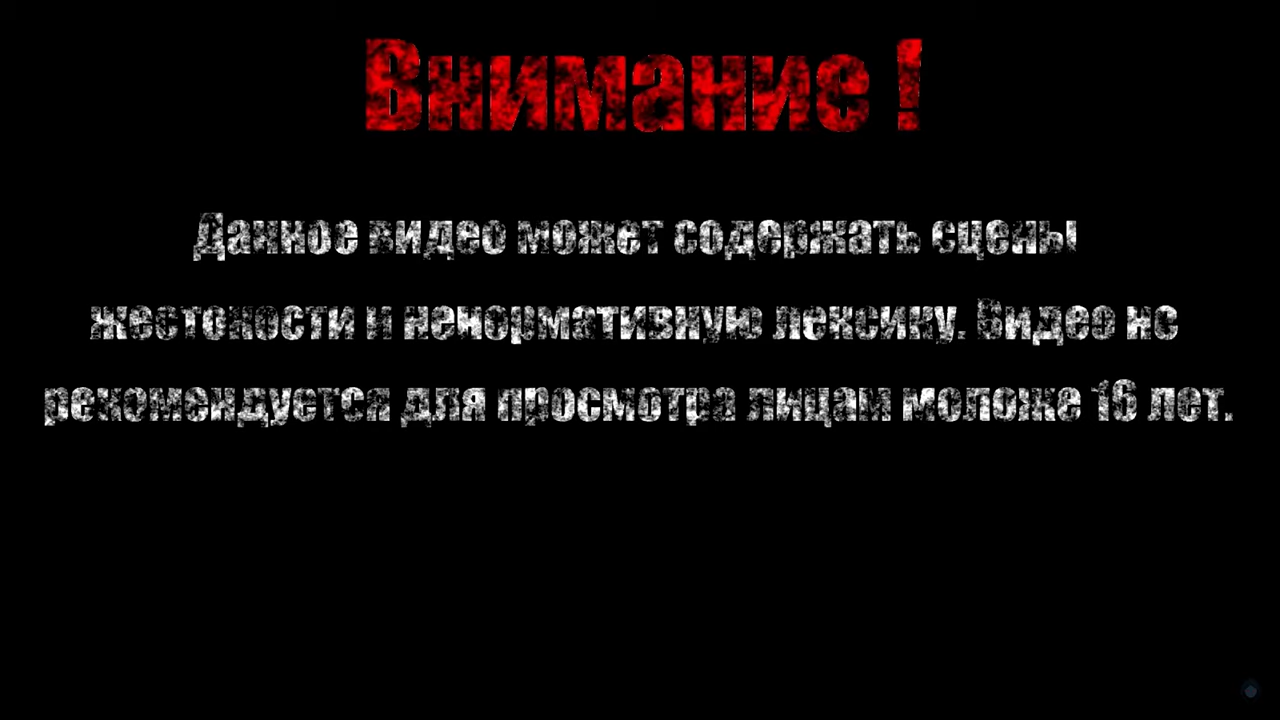 Внимание !
Данное видео может содержать сцены
жестокости и ненормативную лексику. Видео не
рекомендуется для просмотра лицам моложе 16 лет.